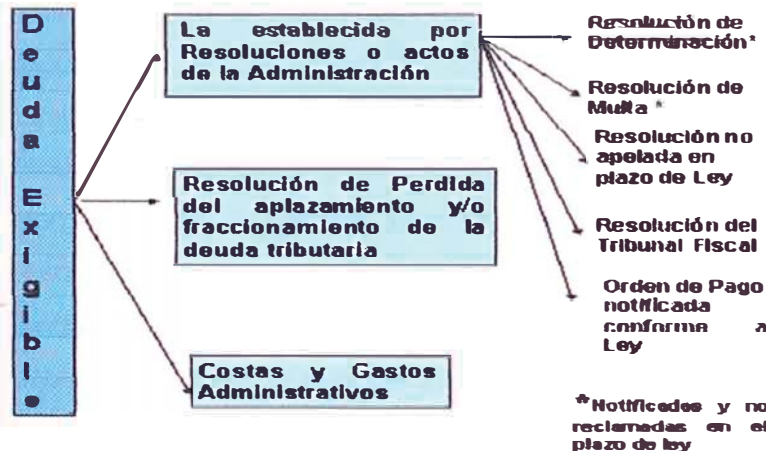 Deuda Exigible
La establecida por
Resoluciones o actos
de la Administración
Resolución de Perdida
del aplazamiento y/o
fraccionamiento de la
deuda tributaria
Costas y Gastos
Administrativos
Resolución de
Determinación*
Resolución de
Multa *
Resolución no
apelada en
plazo de Ley
Resolución del
Tribunal Fiscal
Orden de Pago
notificada
conforme a
Ley
*Notificadas y no
reclamadas en el
plazo de ley